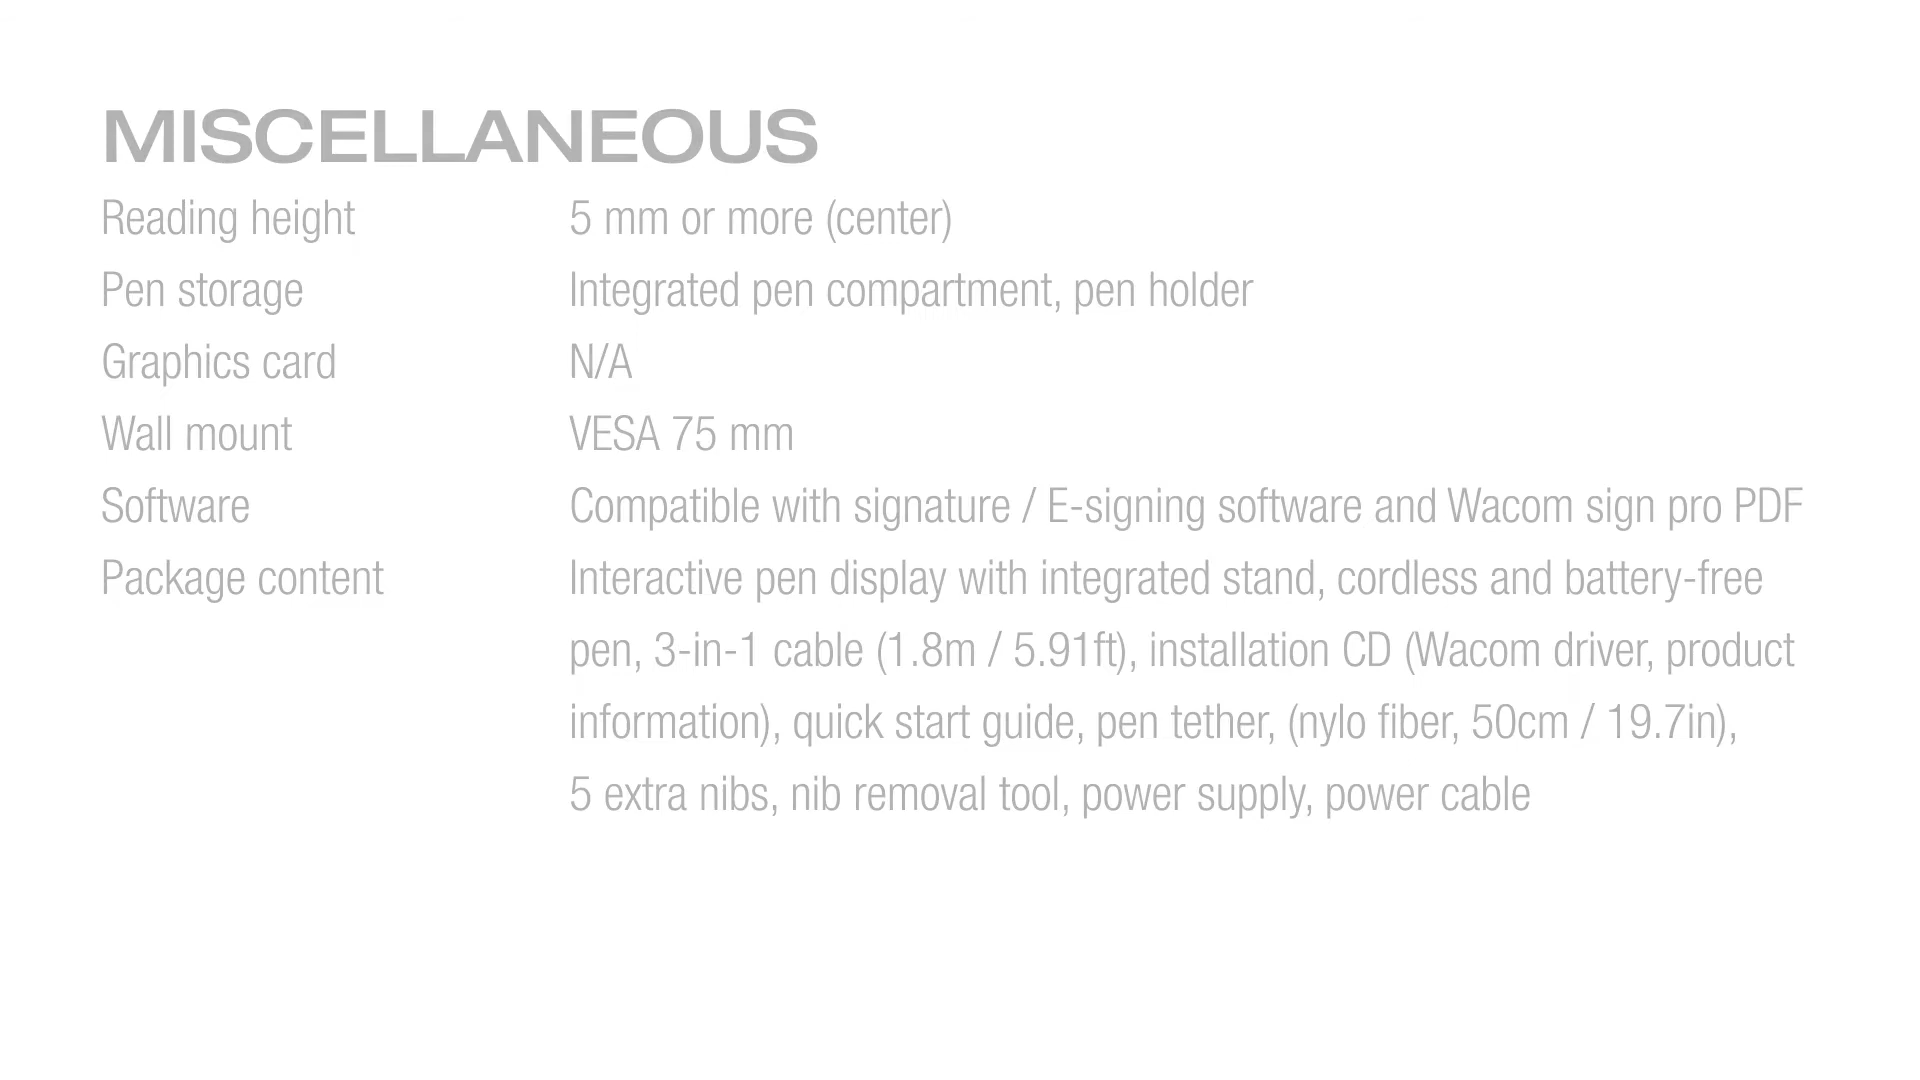 MISCELLANEOUS
Reading height 5 mm or more (center)
Pen storage Integrated pen compartment, pen holder
Graphics card N/A
Wall mount VESA 75 mm
Software Compatible with signature / E-signing software and Wacom sign pro PDF
Package content Interactive pen display with integrated stand, cordless and battery-free
pen, 3-in-1 cable (1.8m / 5.91ft), installation CD (Wacom driver, product
information), quick start guide, pen tether, (nylo fiber, 50cm / 19.7in),
5 extra nibs, nib removal tool, power supply, power cable